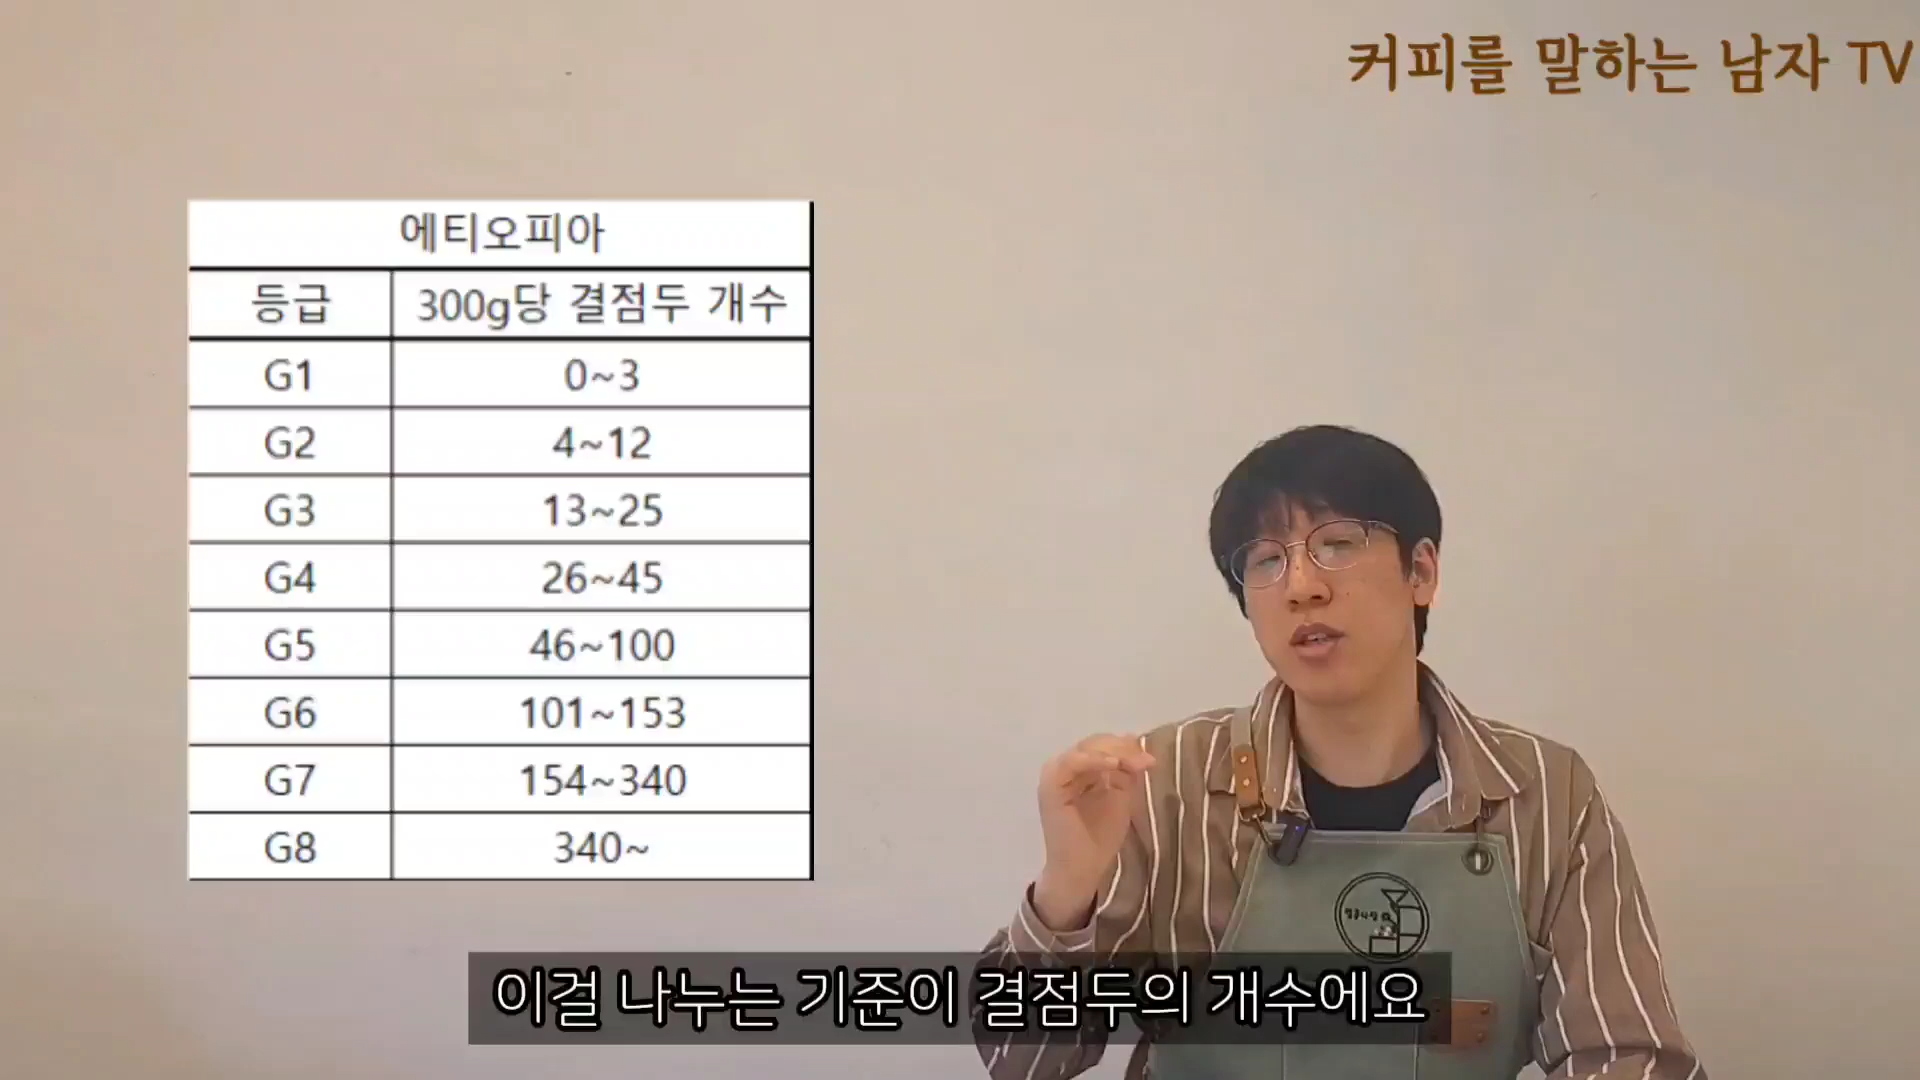 커피를 말하는 남자 TV
에티오피아
등급 300g당 결점두 개수
G1 0~3
G2 4~12
G3 13~25
G4 26~45
G5 46~100
G6 101~153
G7 154~340
G8 340~
이걸 나누는 기준이 결점두의 개수에요